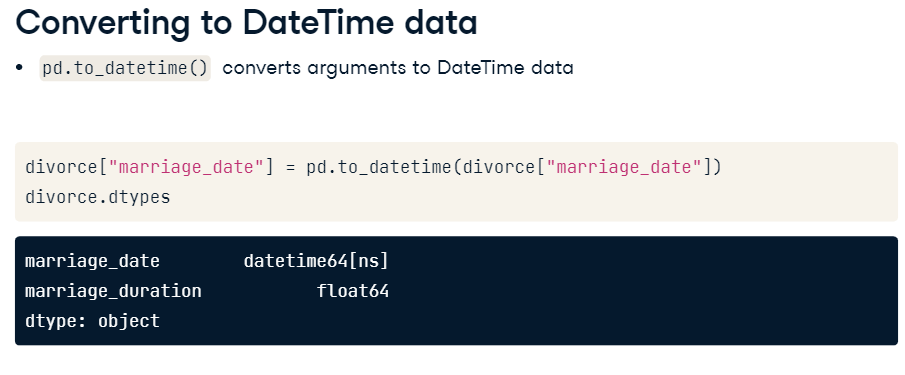 Converting to DateTime data
• pd.to_datetime() converts arguments to DateTime data
divorce["marriage_date"] = pd.to_datetime(divorce["marriage_date"])
divorce.dtypes
marriage_date        datetime64[ns]
marriage_duration           float64
dtype: object